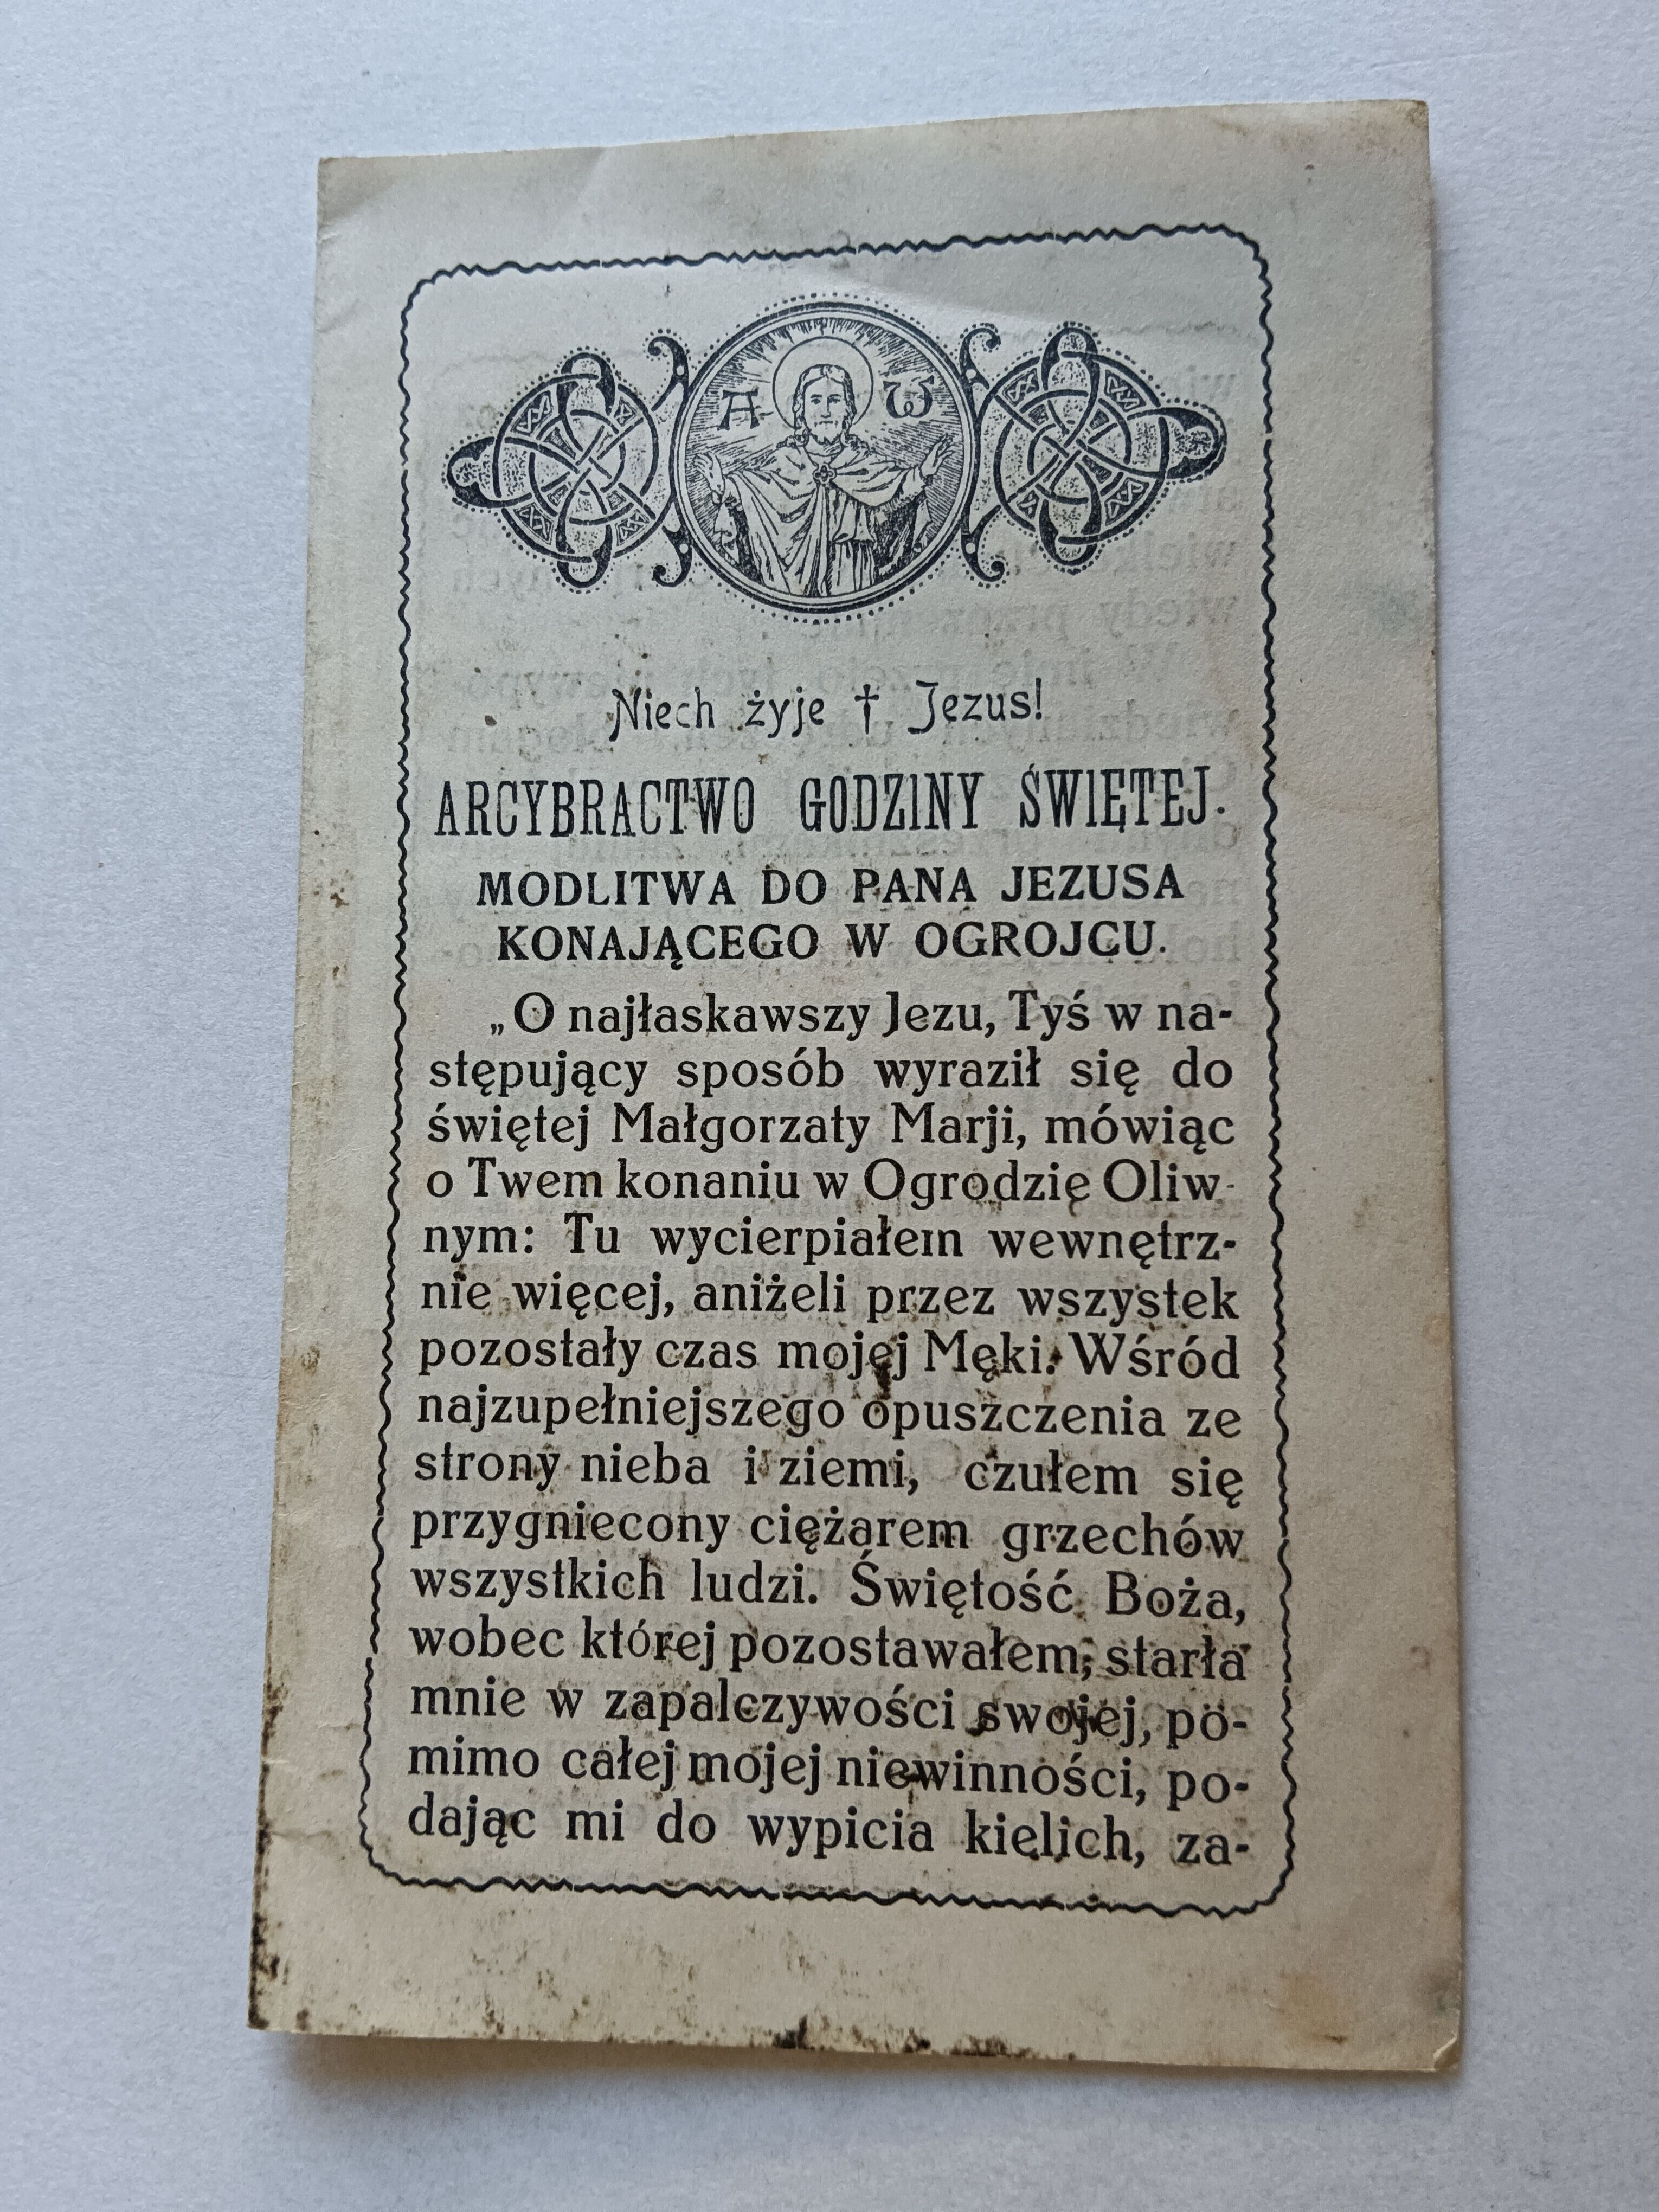 A ω
Niech żyje † Jezus!
ARCYBRACTWO GODZINY ŚWIĘTEJ.
MODLITWA DO PANA JEZUSA
KONAJĄCEGO W OGROJCU.
„O najłaskawszy Jezu, Tyś w na-
stępujący sposób wyraził się do
świętej Małgorzaty Marji, mówiąc
o Twem konaniu w Ogrodzię Oliw-
nym: Tu wycierpiałem wewnętrz-
nie więcej, aniżeli przez wszystek
pozostały czas mojej Męki. Wśród
najzupełniejszego opuszczenia ze
strony nieba i ziemi, czułem się
przygniecony ciężarem grzechów
wszystkich ludzi. Świętość Boża,
wobec której pozostawałem, starła
mnie w zapalczywości swojej, po-
mimo całej mojej niewinności, po-
dając mi do wypicia kielich, za-